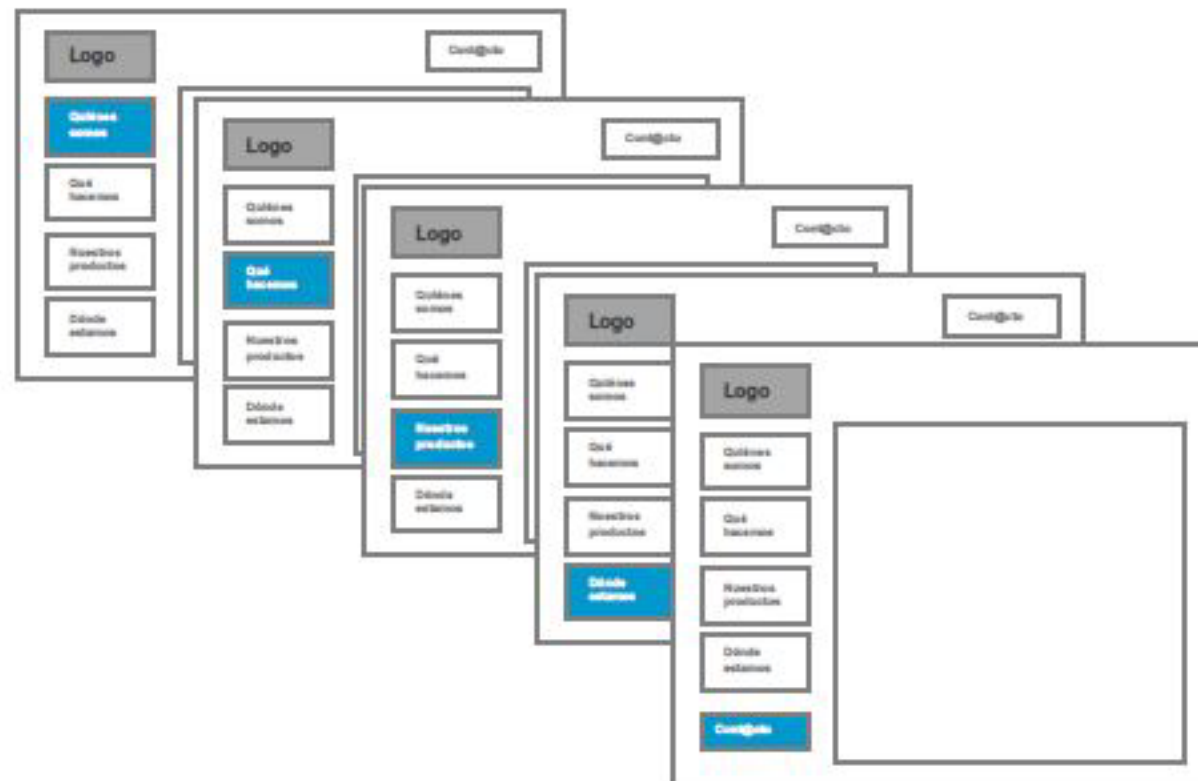 Logo
Cont@cto
Quiénes
somos
Qué
hacemos
Nuestros
productos
Dónde
estamos
Logo
Cont@cto
Quiénes
somos
Qué
hacemos
Nuestros
productos
Dónde
estamos
Logo
Cont@cto
Quiénes
somos
Qué
hacemos
Nuestros
productos
Dónde
estamos
Logo
Cont@cto
Quiénes
somos
Qué
hacemos
Nuestros
productos
Dónde
estamos
Logo
Quiénes
somos
Qué
hacemos
Nuestros
productos
Dónde
estamos
Cont@cto